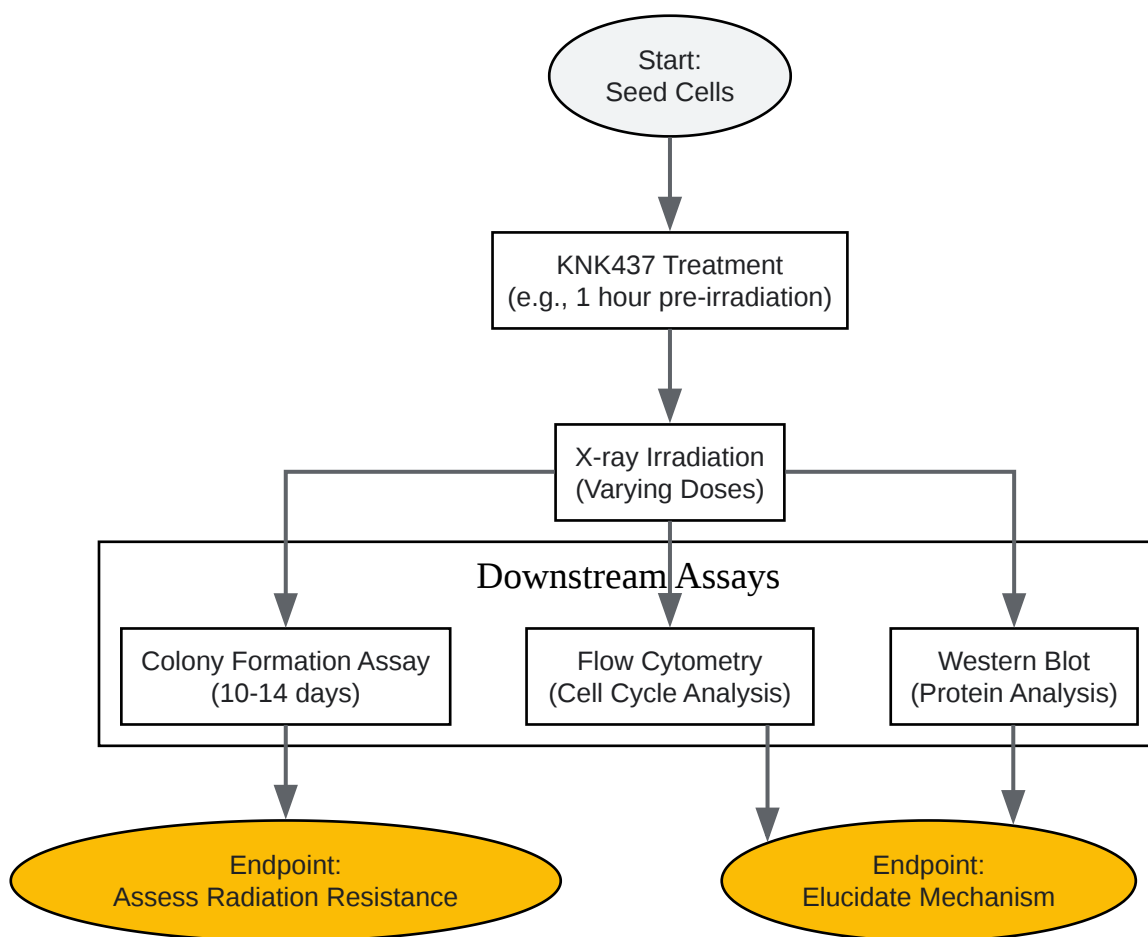 Start:
Seed Cells
KNK437 Treatment
(e.g., 1 hour pre-irradiation)
X-ray Irradiation
(Varying Doses)
Downstream Assays
Colony Formation Assay
(10-14 days)
Flow Cytometry
(Cell Cycle Analysis)
Western Blot
(Protein Analysis)
Endpoint:
Assess Radiation Resistance
Endpoint:
Elucidate Mechanism